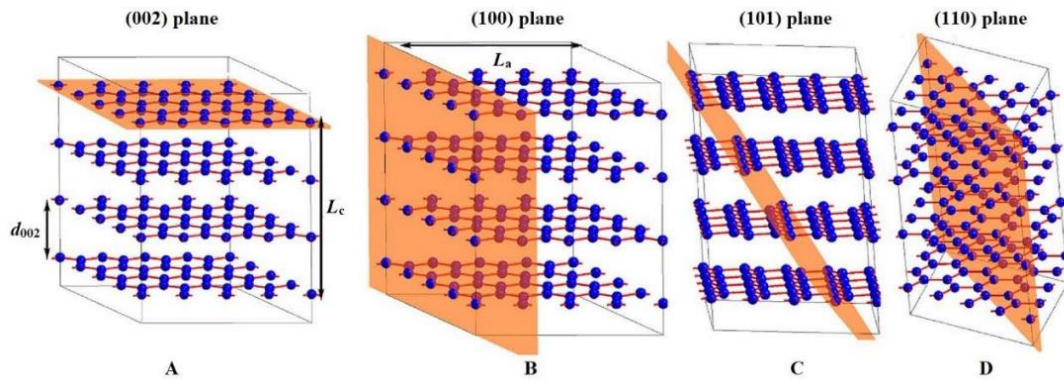 (002) plane
(100) plane
(101) plane
(110) plane
La
Lc
d002
A
B
C
D